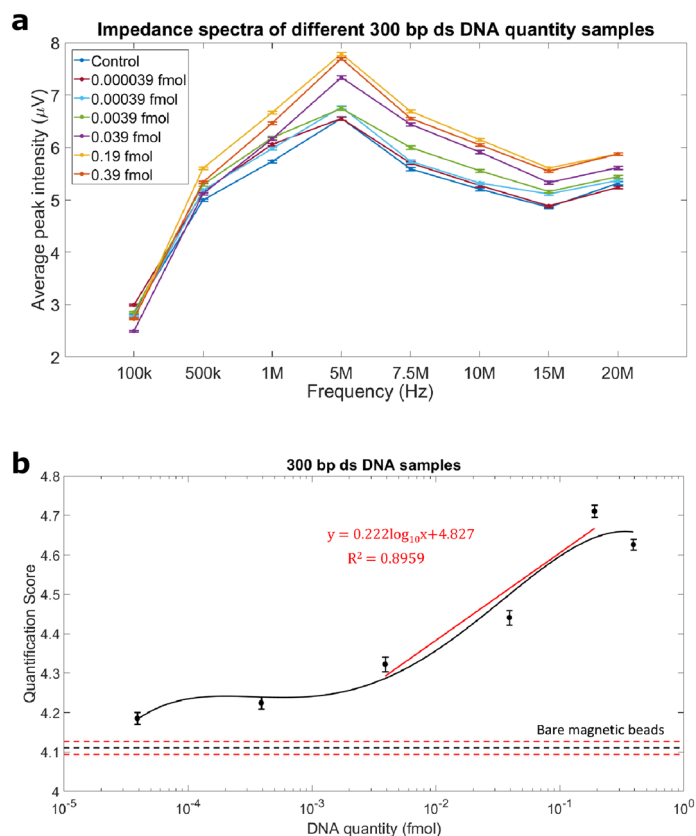 a
Impedance spectra of different 300 bp ds DNA quantity samples
8
7
6
5
4
3
2
Average peak intensity (μV)
Control
0.000039 fmol
0.00039 fmol
0.0039 fmol
0.039 fmol
0.19 fmol
0.39 fmol
100k 500k 1M 5M 7.5M 10M 15M 20M
Frequency (Hz)
b
300 bp ds DNA samples
4.8
4.7
4.6
4.5
4.4
4.3
4.2
4.1
4
Quantification Score
y = 0.222log₁₀x+4.827
R² = 0.8959
Bare magnetic beads
10⁻⁵ 10⁻⁴ 10⁻³ 10⁻² 10⁻¹ 10⁰
DNA quantity (fmol)